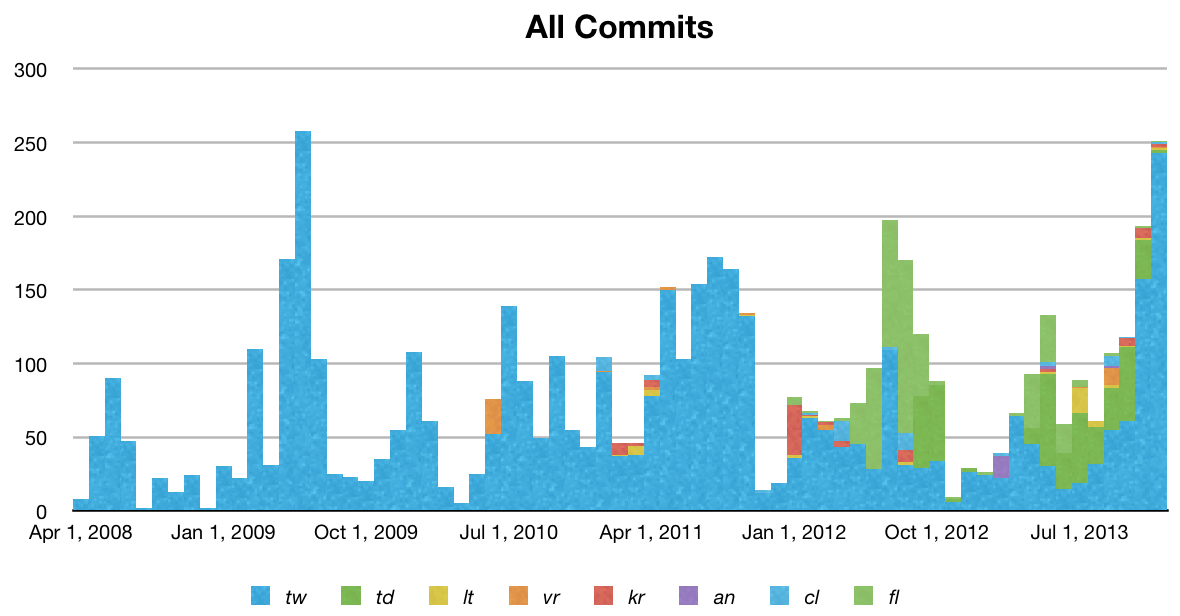 All Commits
300
250
200
150
100
50
0
Apr 1, 2008 Jan 1, 2009 Oct 1, 2009 Jul 1, 2010 Apr 1, 2011 Jan 1, 2012 Oct 1, 2012 Jul 1, 2013
tw td lt vr kr an cl fl